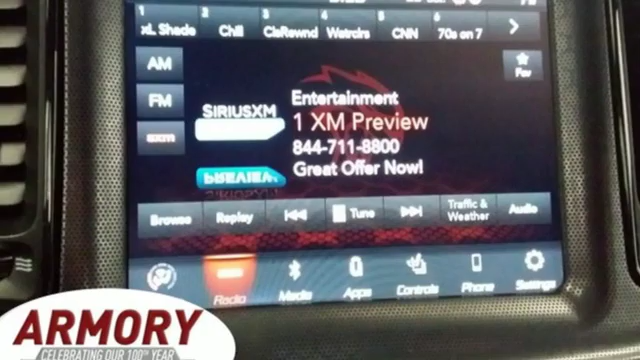 1 2 3 4 5 6
Chill ClsRewnd Watrclrs CNN 70s on 7
AM
Fav
FM
SIRIUSXM
Entertainment
1 XM Preview
844-711-8800
Great Offer Now!
Browse Replay Tune Traffic & Weather Audio
Radio Media Apps Controls Phone Settings
ARMORY
CELEBRATING OUR 100TH YEAR